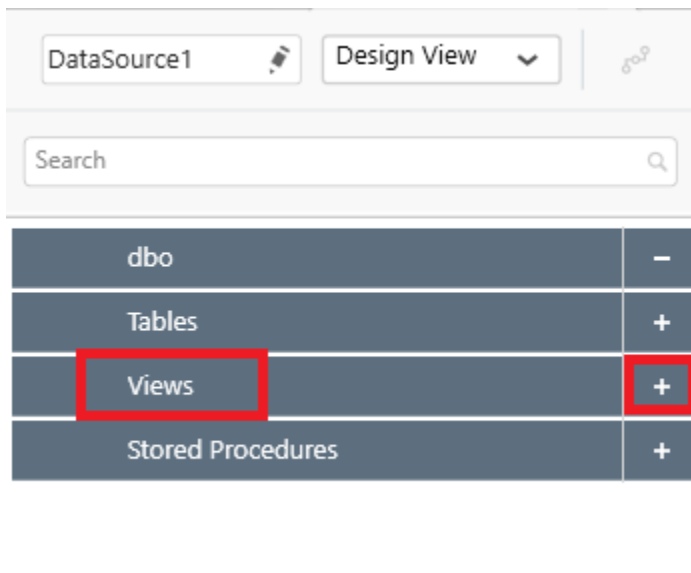 DataSource1 Design View
Search
dbo
Tables
Views
Stored Procedures